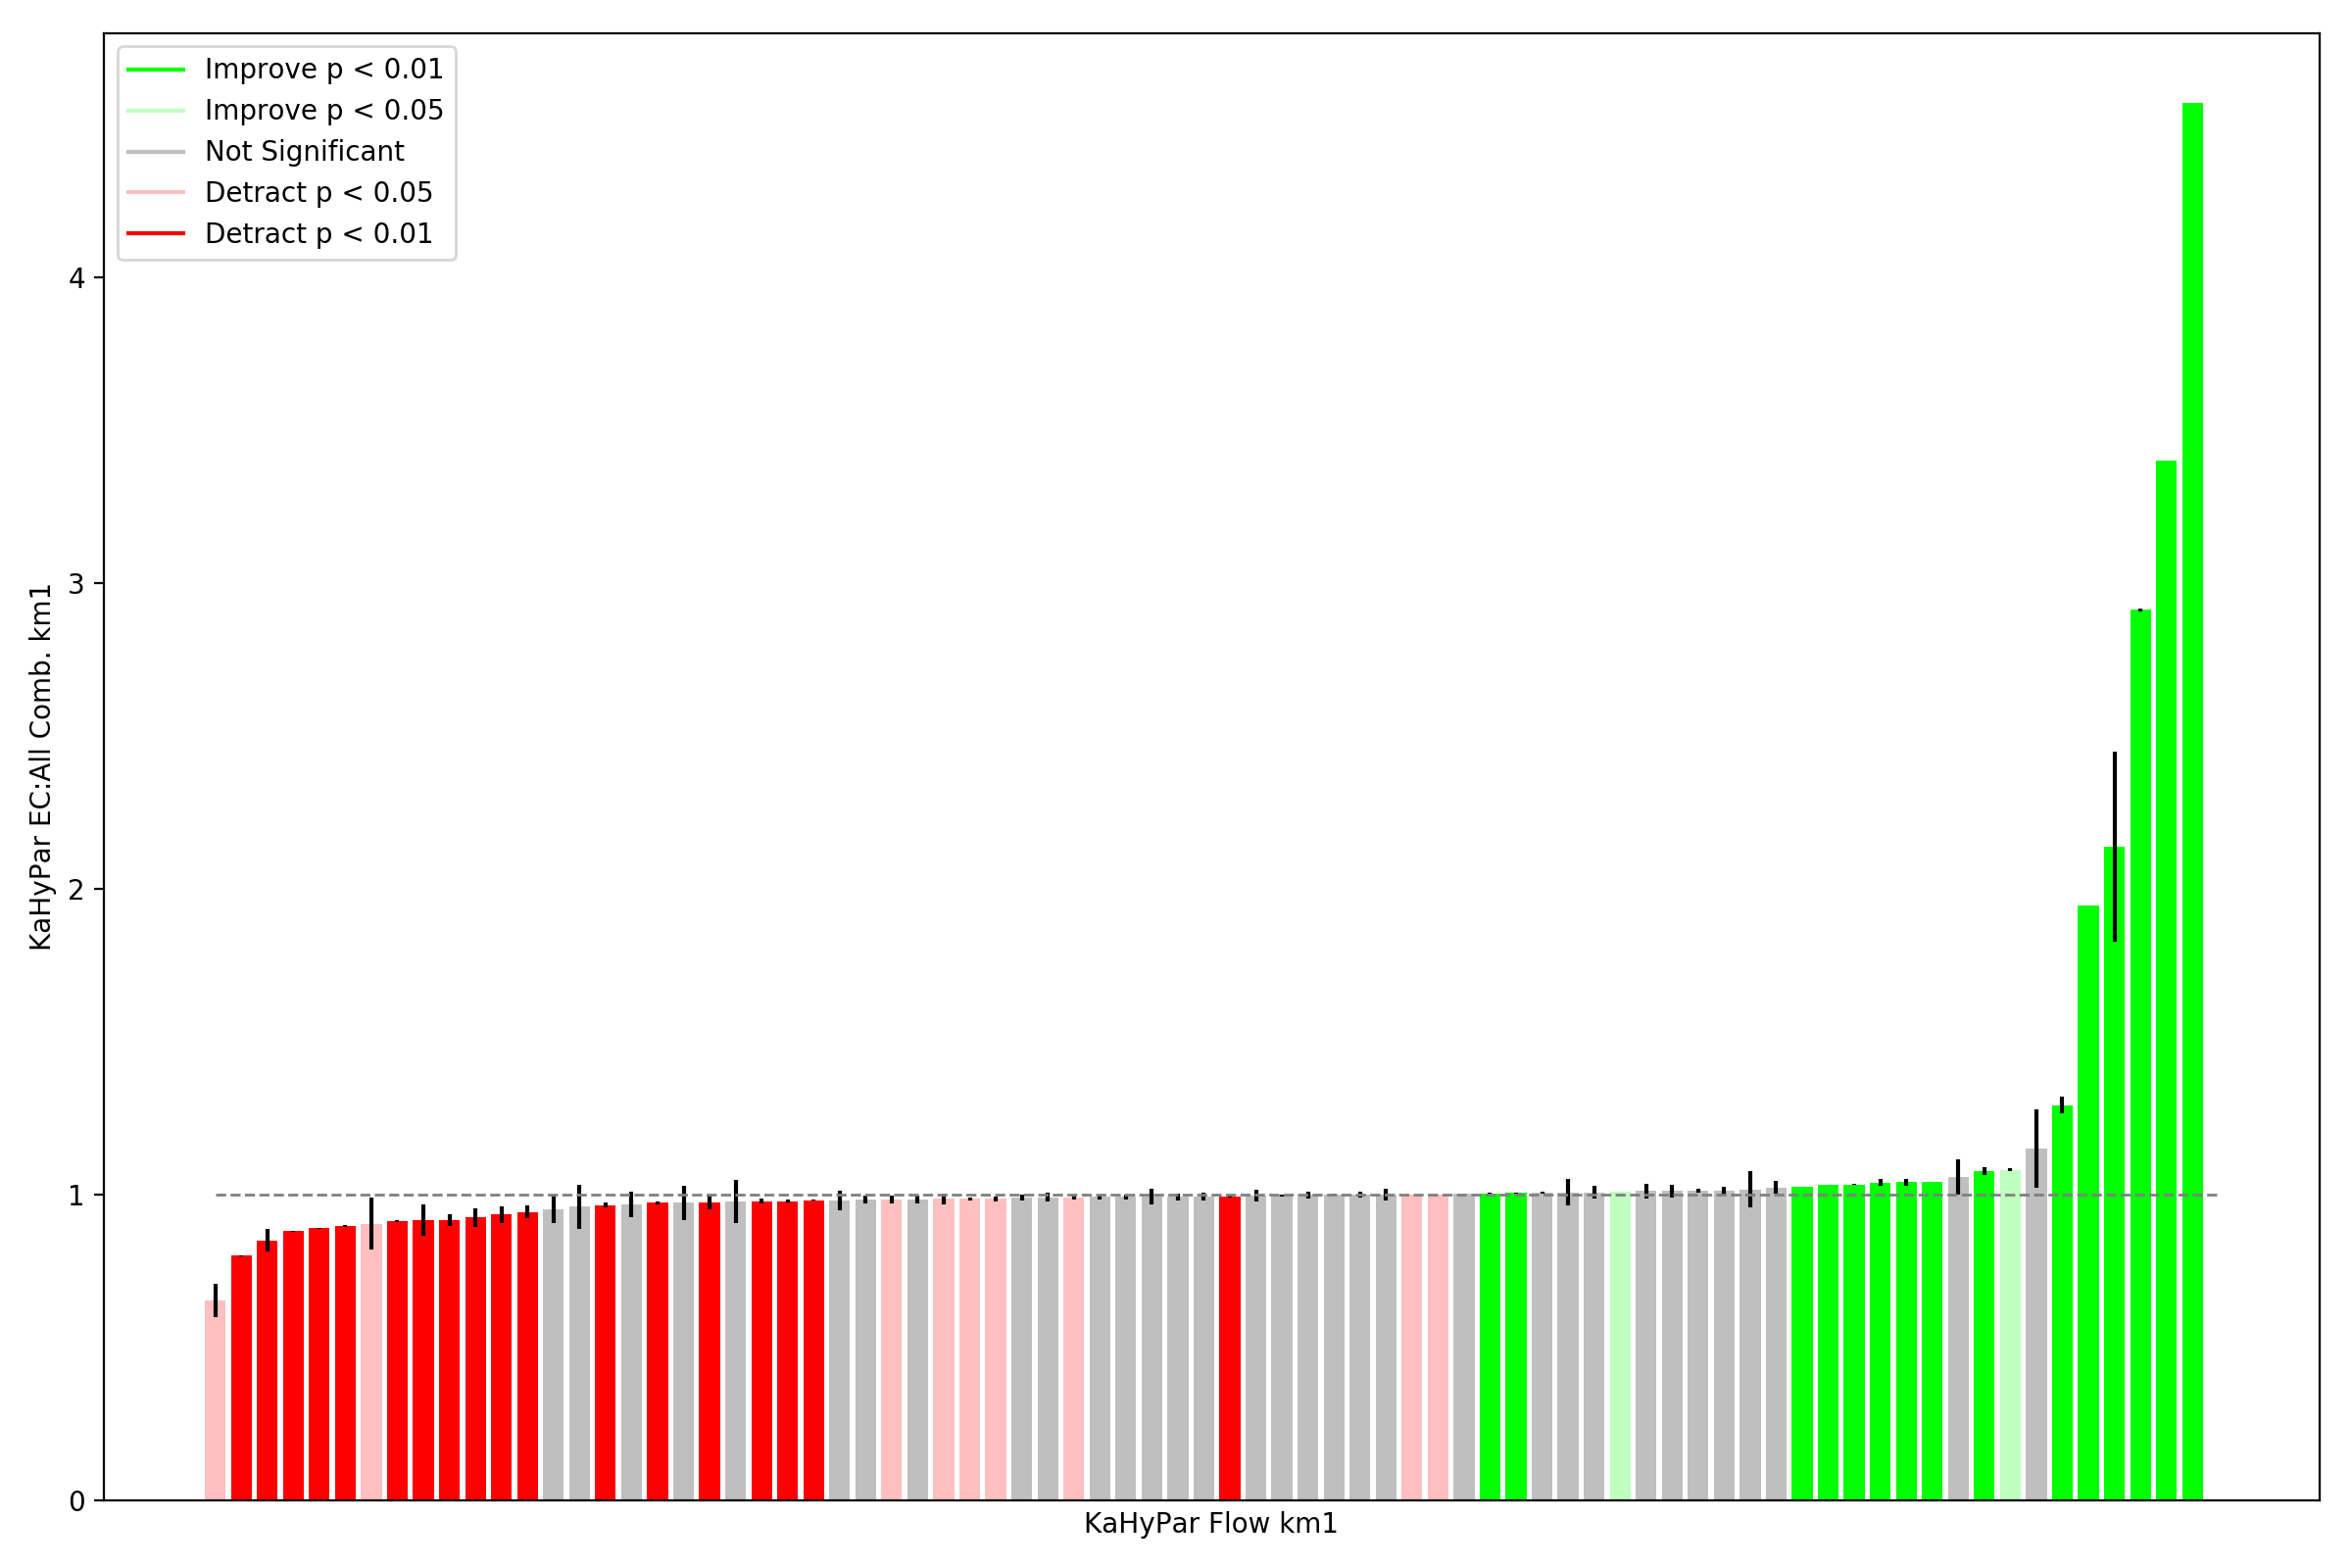 Improve p < 0.01
Improve p < 0.05
Not Significant
Detract p < 0.05
Detract p < 0.01
4
3
2
1
0
KaHyPar EC:All Comb. km1
KaHyPar Flow km1